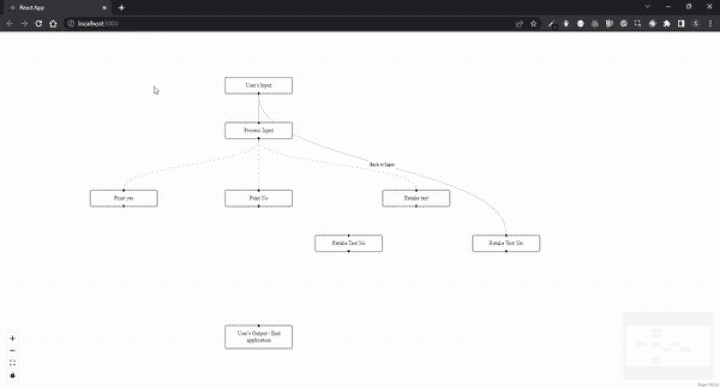 React App
localhost:3000
User's Input
Process Input
Back to Input
Print yes
Print No
Retake test
Retake Test No
Retake Test Yes
User's Output : End
application
React Flow